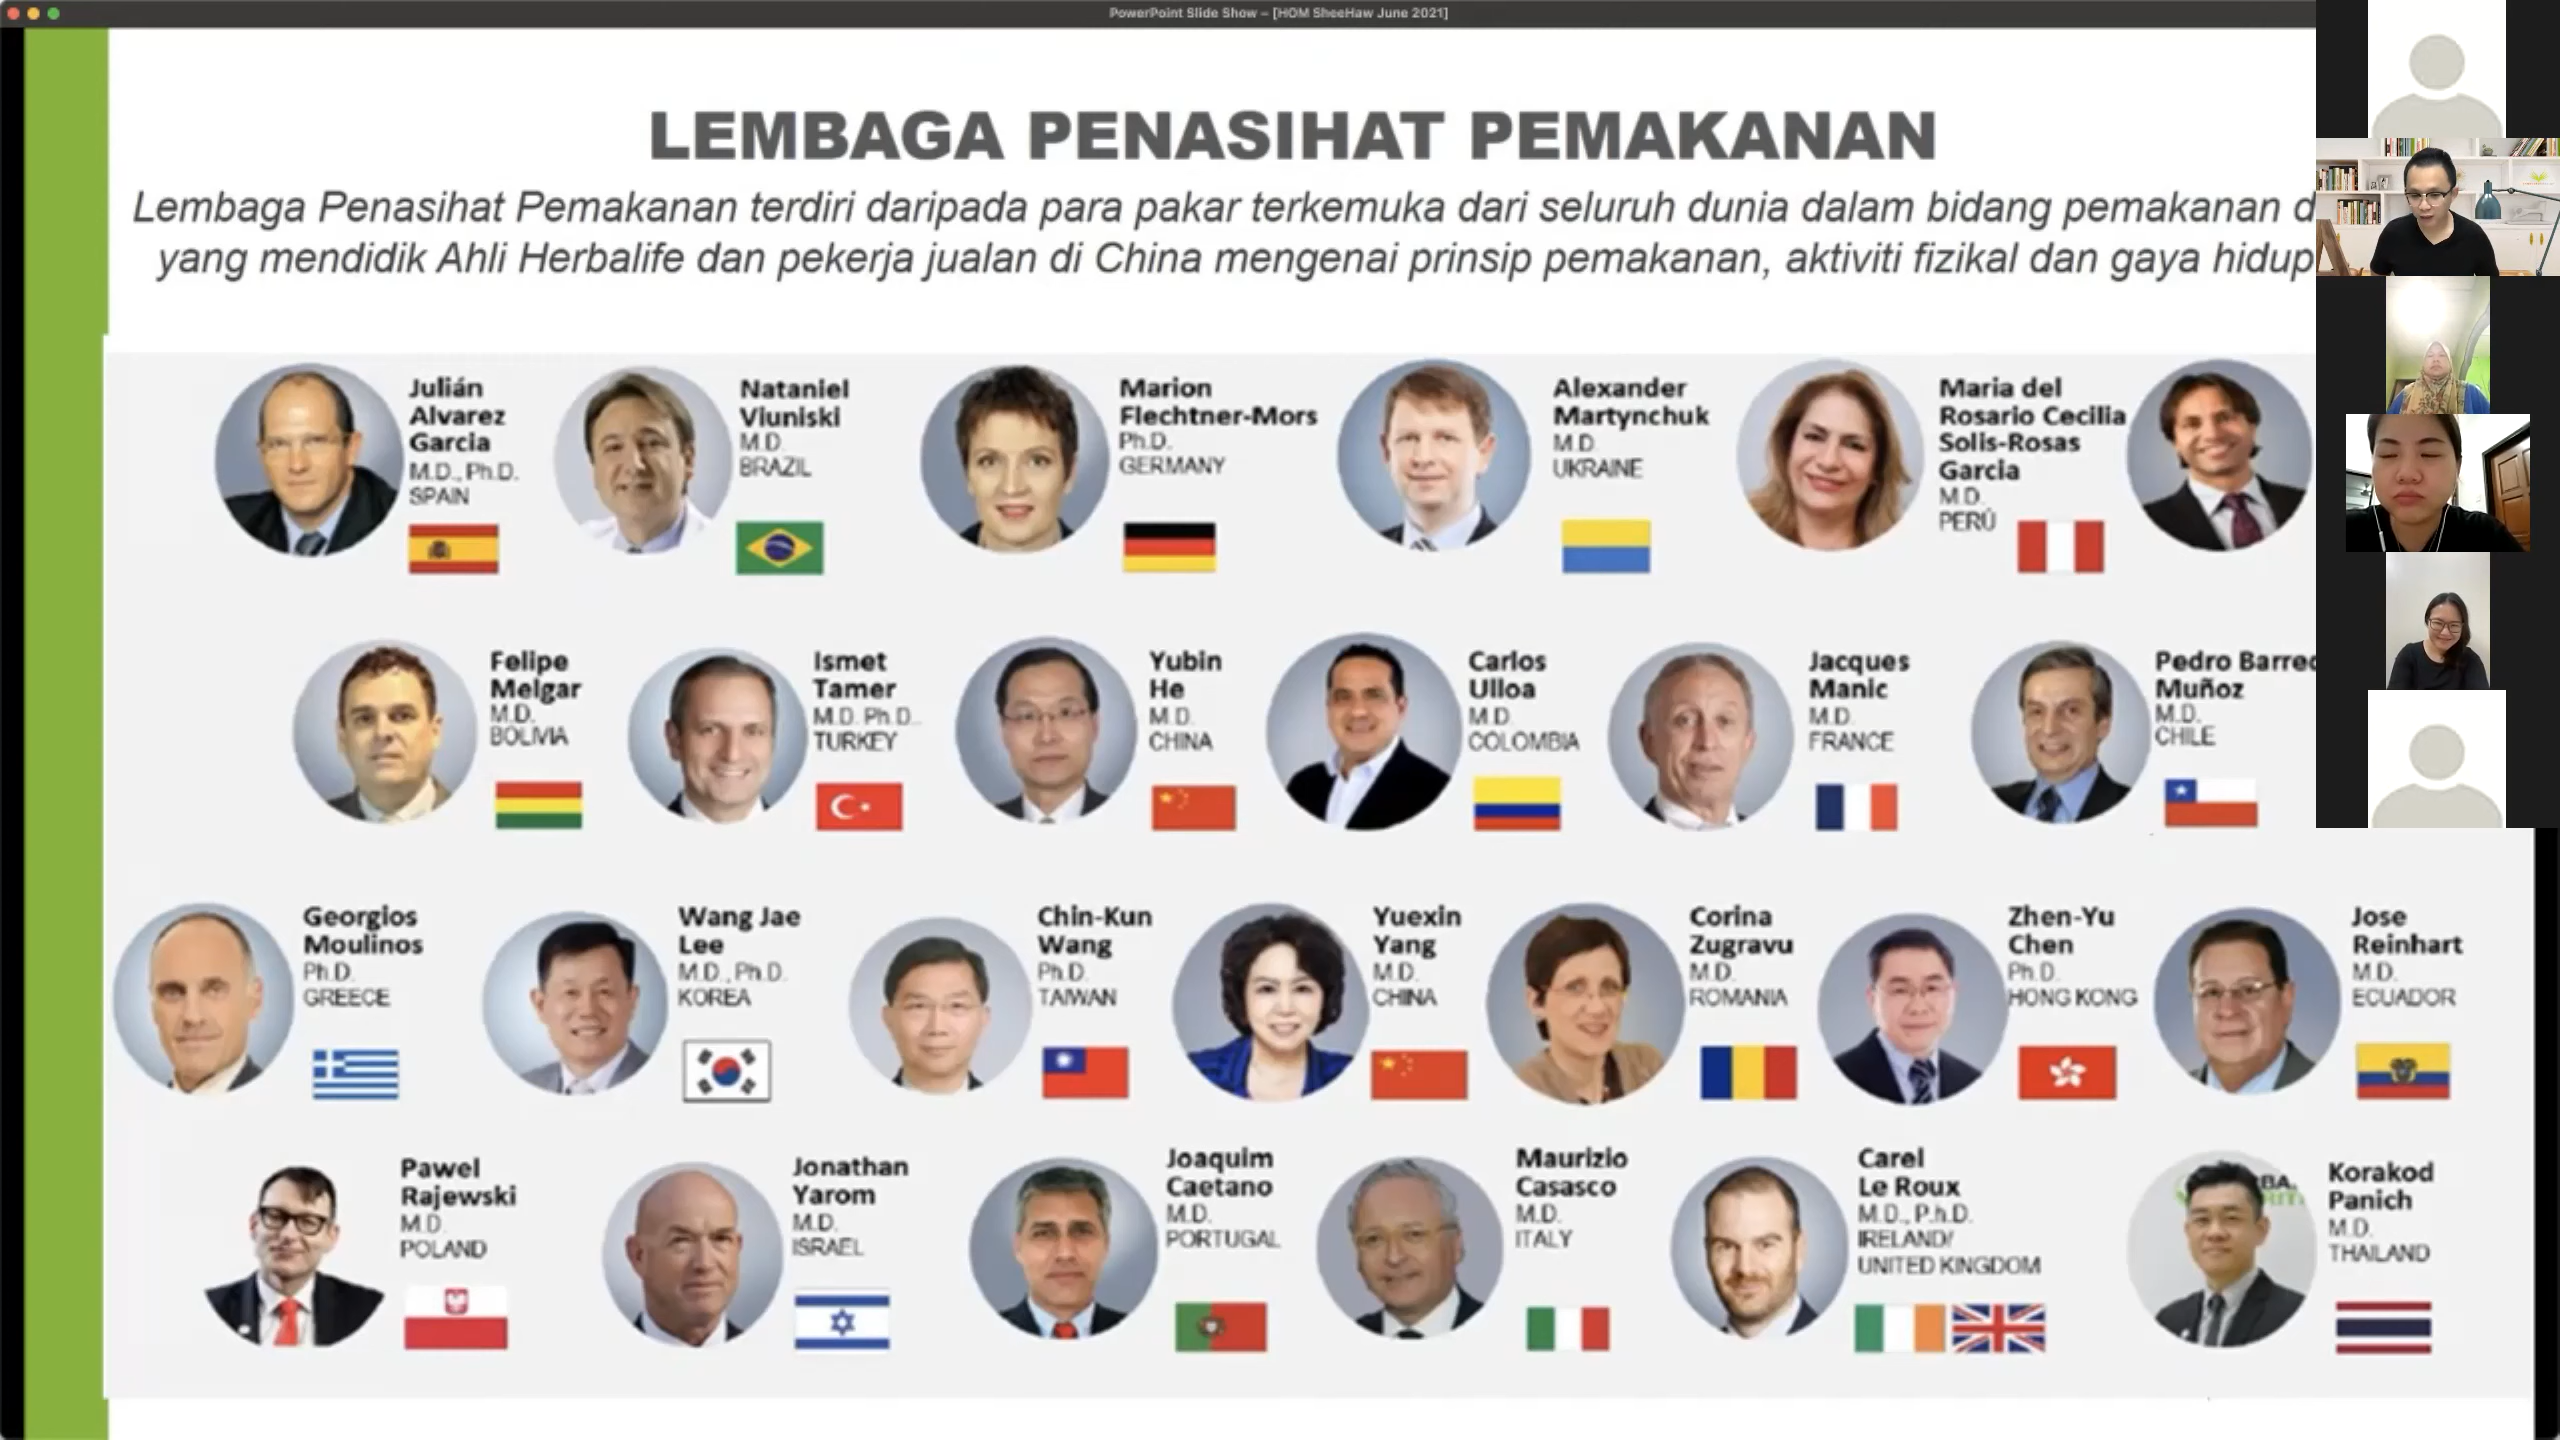 PowerPoint Slide Show – [HOM SheeHaw June 2021]
LEMBAGA PENASIHAT PEMAKANAN
Lembaga Penasihat Pemakanan terdiri daripada para pakar terkemuka dari seluruh dunia dalam bidang pemakanan d
yang mendidik Ahli Herbalife dan pekerja jualan di China mengenai prinsip pemakanan, aktiviti fizikal dan gaya hidup
Julián
Alvarez
Garcia
M.D., Ph.D.
SPAIN
Nataniel
Viuniski
M.D.
BRAZIL
Marion
Flechtner-Mors
Ph.D.
GERMANY
Alexander
Martynchuk
M.D.
UKRAINE
Maria del
Rosario Cecilia
Solis-Rosas
Garcia
M.D.
PERÚ
Felipe
Melgar
M.D.
BOLIVIA
Ismet
Tamer
M.D. Ph.D..
TURKEY
Yubin
He
M.D.
CHINA
Carlos
Ulloa
M.D.
COLOMBIA
Jacques
Manic
M.D.
FRANCE
Pedro Barred
Muñoz
M.D.
CHILE
Georgios
Moulinos
Ph.D.
GREECE
Wang Jae
Lee
M.D., Ph.D.
KOREA
Chin-Kun
Wang
Ph.D.
TAIWAN
Yuexin
Yang
M.D.
CHINA
Corina
Zugravu
M.D.
ROMANIA
Zhen-Yu
Chen
Ph.D.
HONG KONG
Jose
Reinhart
M.D.
ECUADOR
Pawel
Rajewski
M.D.
POLAND
Jonathan
Yarom
M.D.
ISRAEL
Joaquim
Caetano
M.D.
PORTUGAL
Maurizio
Casasco
M.D.
ITALY
Carel
Le Roux
M.D., P.h.D.
IRELAND/
UNITED KINGDOM
Korakod
Panich
M.D.
THAILAND